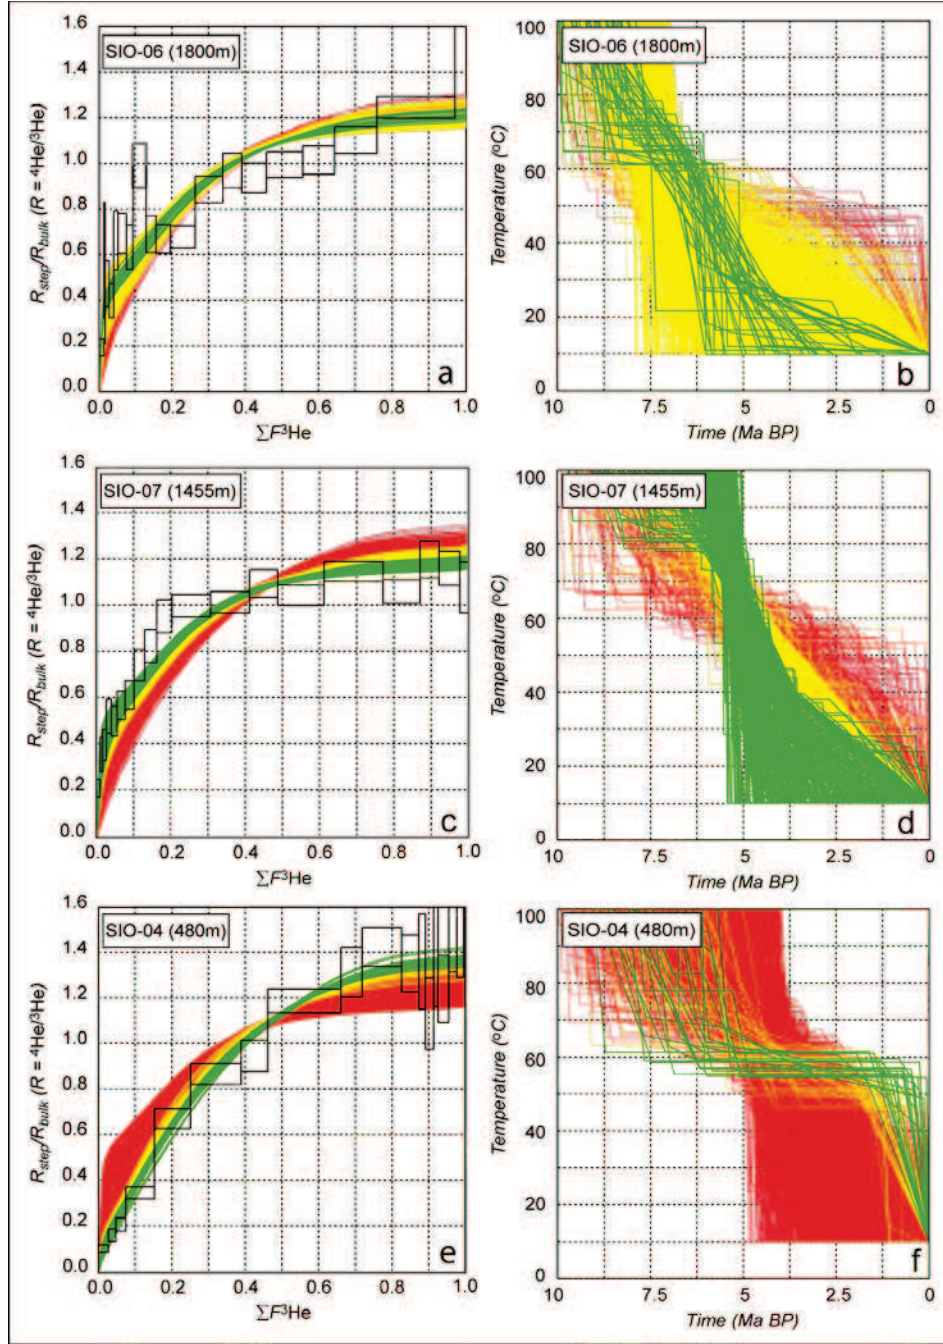 SIO-06 (1800m)
R_step/R_bulk (R = ⁴He/³He)
1.6
1.4
1.2
1.0
0.8
0.6
0.4
0.2
0.0
a
0.0 0.2 0.4 0.6 0.8 1.0
ΣF³He
SIO-06 (1800m)
Temperature (ºC)
100
80
60
40
20
0
b
10 7.5 5 2.5 0
Time (Ma BP)
SIO-07 (1455m)
R_step/R_bulk (R = ⁴He/³He)
1.6
1.4
1.2
1.0
0.8
0.6
0.4
0.2
0.0
c
0.0 0.2 0.4 0.6 0.8 1.0
ΣF³He
SIO-07 (1455m)
Temperature (ºC)
100
80
60
40
20
0
d
10 7.5 5 2.5 0
Time (Ma BP)
SIO-04 (480m)
R_step/R_bulk (R = ⁴He/³He)
1.6
1.4
1.2
1.0
0.8
0.6
0.4
0.2
0.0
e
0.0 0.2 0.4 0.6 0.8 1.0
ΣF³He
SIO-04 (480m)
Temperature (ºC)
100
80
60
40
20
0
f
10 7.5 5 2.5 0
Time (Ma BP)